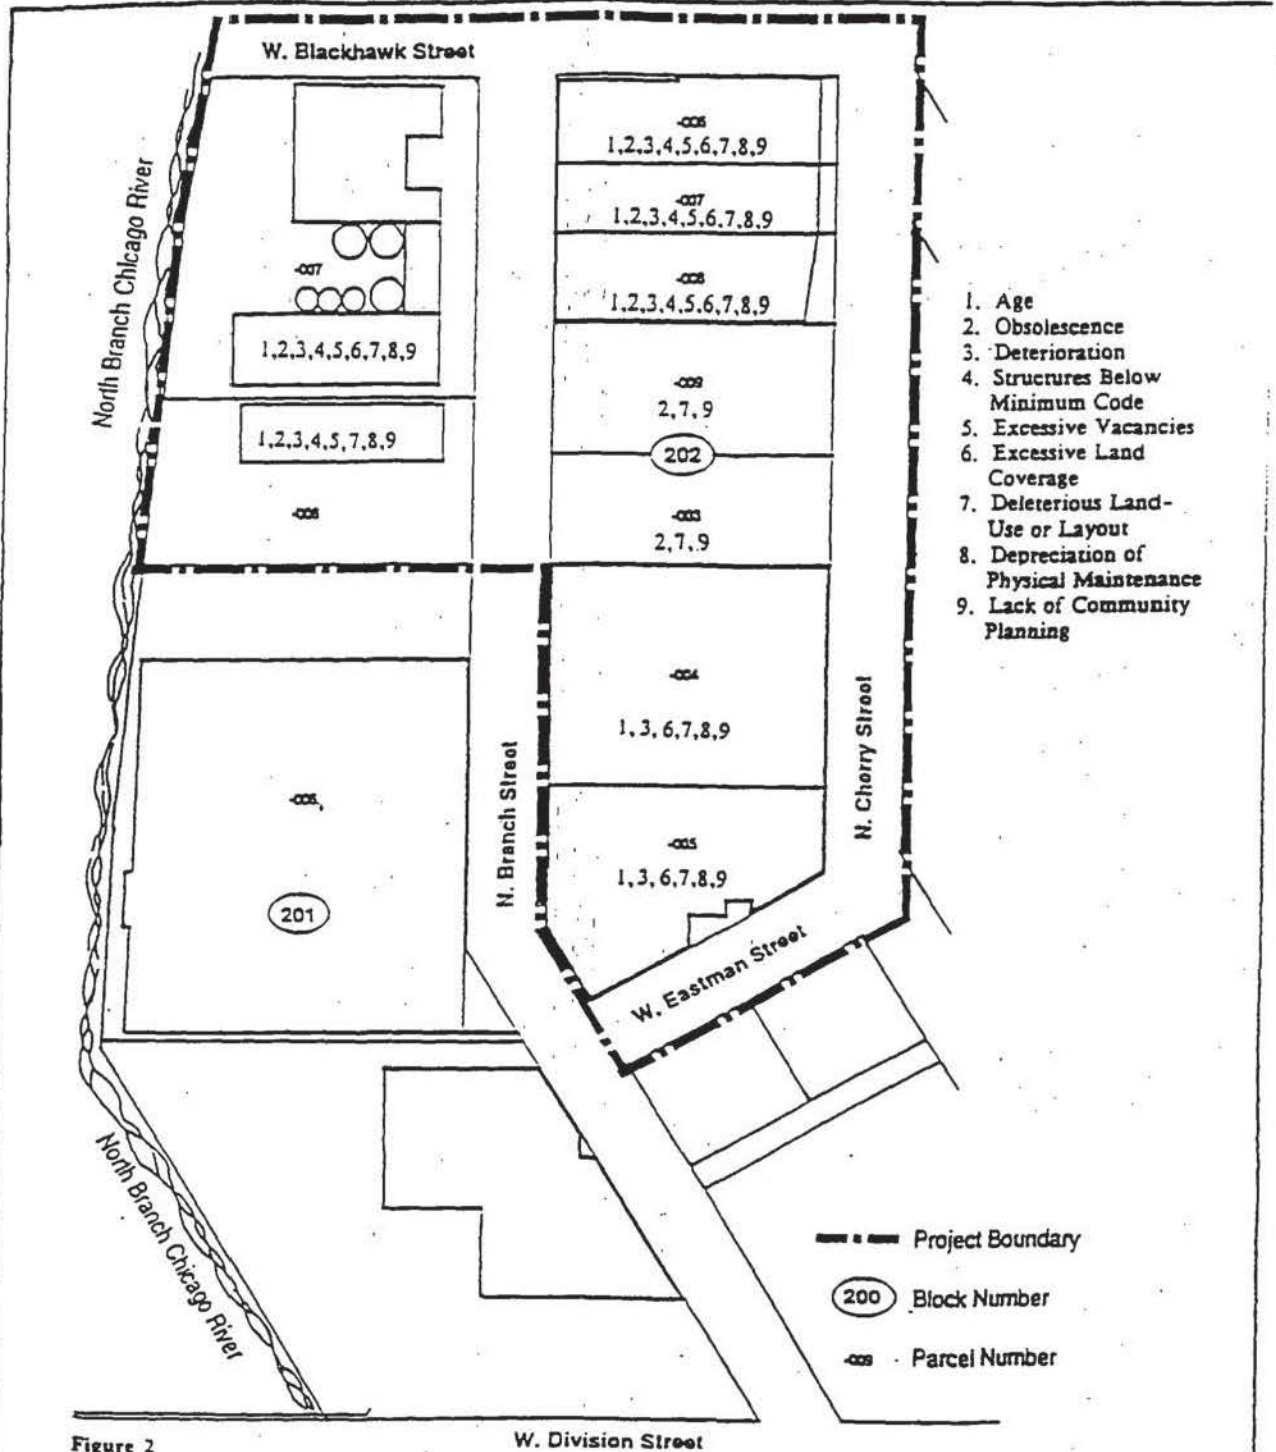 W. Blackhawk Street
North Branch Chicago River
-007
1,2,3,4,5,6,7,8,9
1,2,3,4,5,7,8,9
-006
1,2,3,4,5,6,7,8,9
-007
1,2,3,4,5,6,7,8,9
-008
1,2,3,4,5,6,7,8,9
-009
2,7,9
202
-003
2,7,9
1. Age
2. Obsolescence
3. Deterioration
4. Structures Below
Minimum Code
5. Excessive Vacancies
6. Excessive Land
Coverage
7. Deleterious Land-
Use or Layout
8. Depreciation of
Physical Maintenance
9. Lack of Community
Planning
-004
1, 3, 6,7,8,9
N. Branch Street
N. Cherry Street
201
-005
1, 3, 6,7,8,9
W. Eastman Street
North Branch Chicago River
Project Boundary
200 Block Number
-009 Parcel Number
Figure 2
W. Division Street